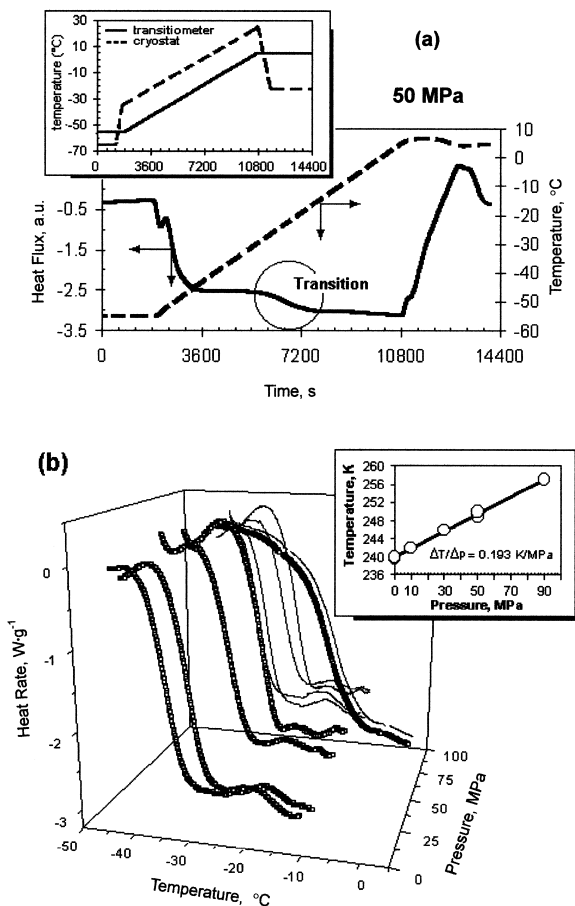 (a)
50 MPa
transitiometer
cryostat
temperature (°C)
30
10
-10
-30
-50
-70
0 3600 7200 10800 14400
Heat Flux, a.u.
-0.5
-1.5
-2.5
-3.5
Transition
10
0
-10
-20
-30
-40
-50
-60
Temperature, °C
0 3600 7200 10800 14400
Time, s
(b)
Temperature, K
260
256
252
248
244
240
236
ΔT/Δp = 0.193 K/MPa
0 10 30 50 70 90
Pressure, MPa
Heat Rate, W·g-1
0
-1
-2
-3
-50 -40 -30 -20 -10 0
Temperature, °C
100
75
50
25
0
Pressure, MPa